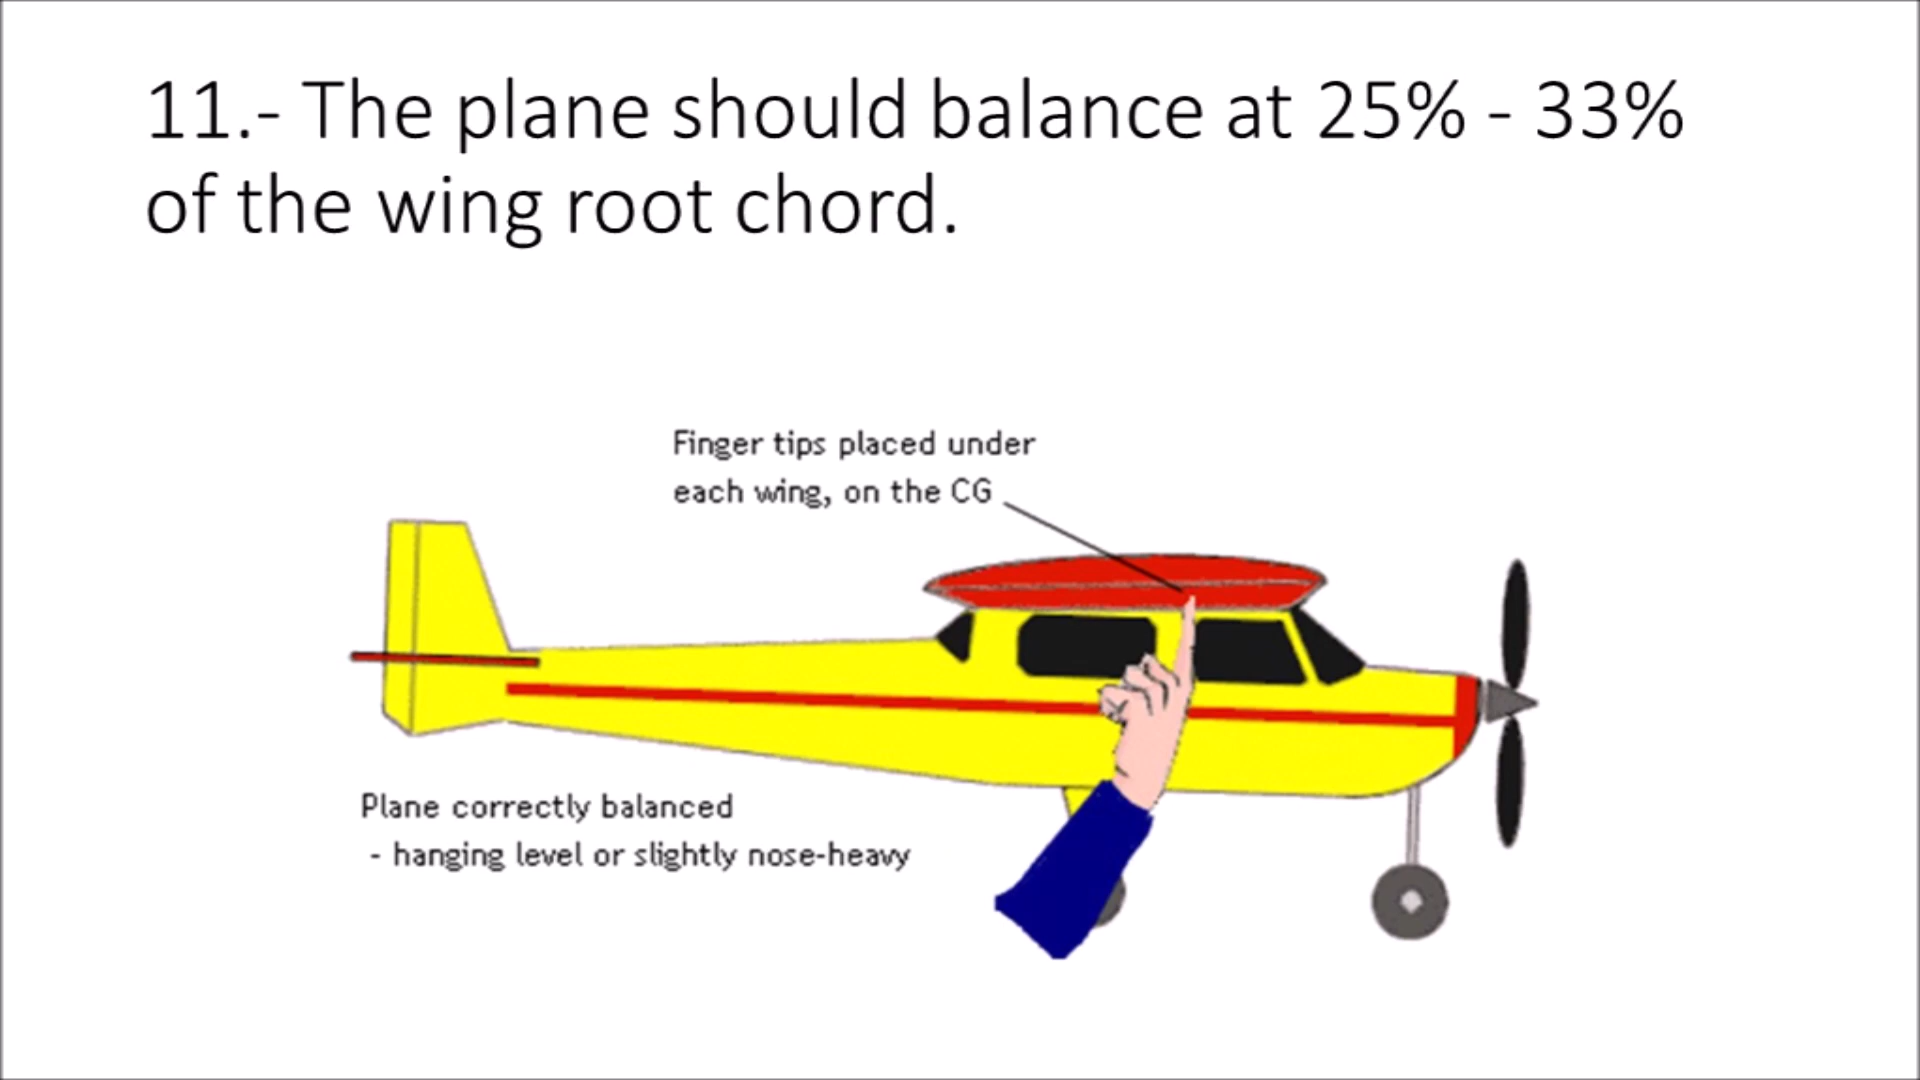 11.- The plane should balance at 25% - 33%
of the wing root chord.
Finger tips placed under
each wing, on the CG
Plane correctly balanced
- hanging level or slightly nose-heavy